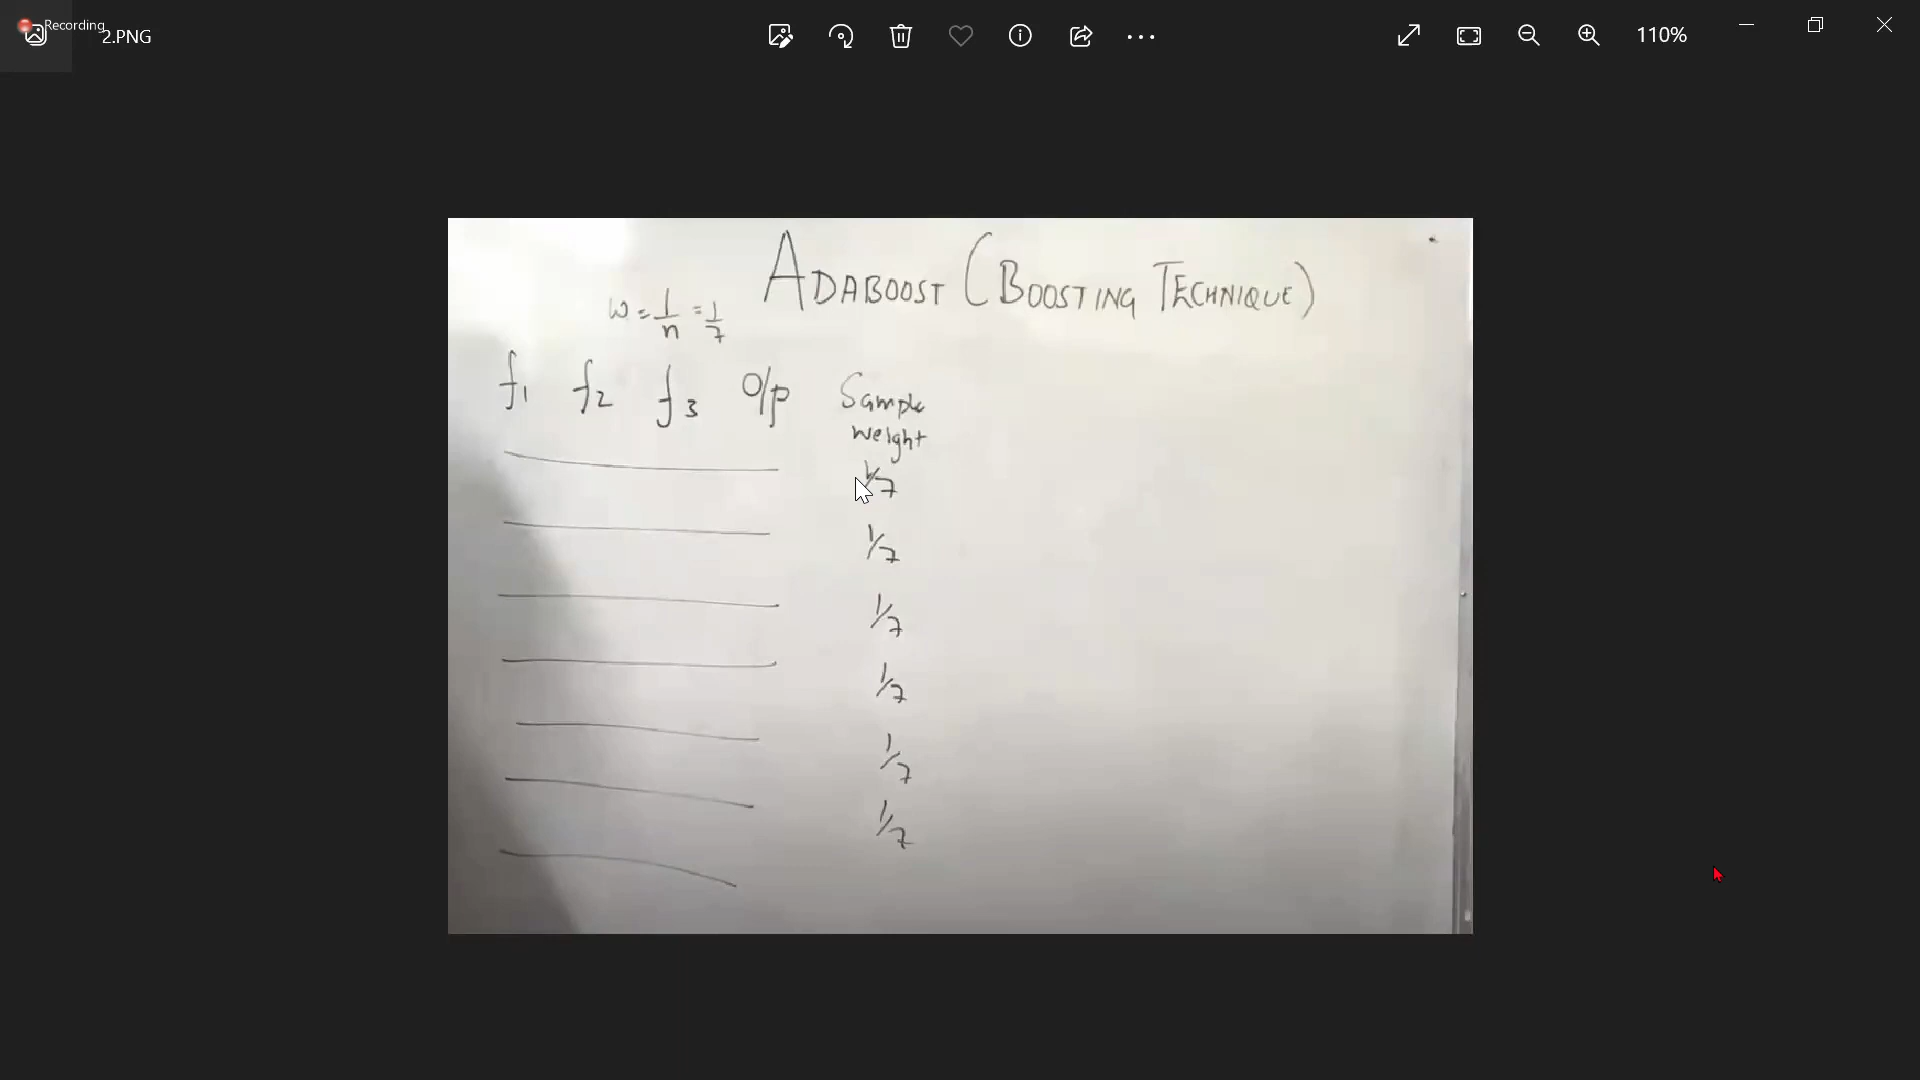 Recording
2.PNG
110%
ADABOOST (BOOSTING TECHNIQUE)
w = 1/n = 1/7
f1 f2 f3 O/p Sample weight
1/7
1/7
1/7
1/7
1/7
1/7